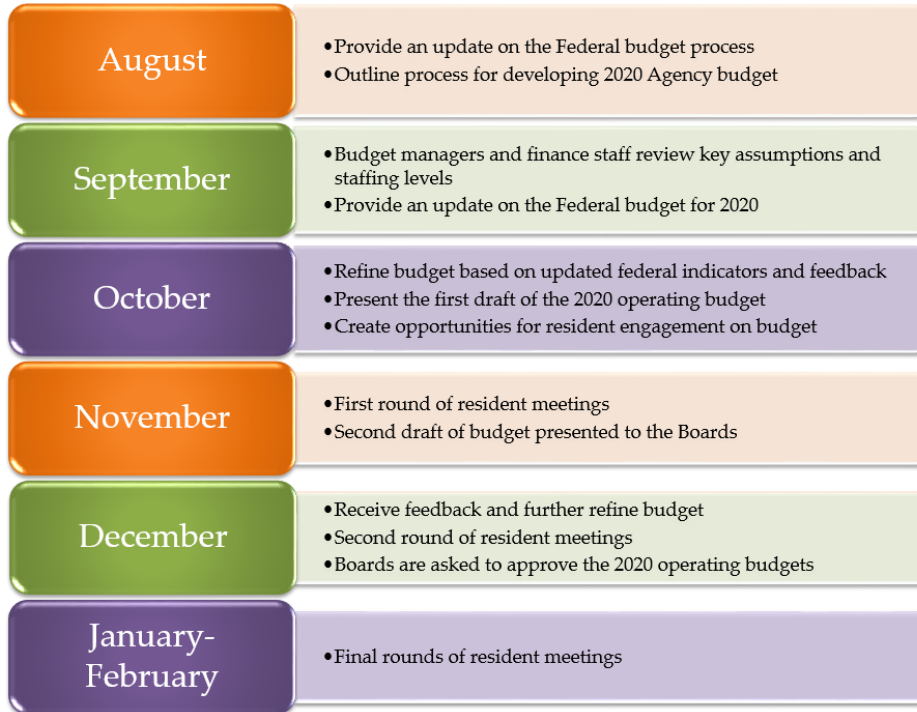 August
•Provide an update on the Federal budget process
•Outline process for developing 2020 Agency budget
September
•Budget managers and finance staff review key assumptions and
staffing levels
•Provide an update on the Federal budget for 2020
October
•Refine budget based on updated federal indicators and feedback
•Present the first draft of the 2020 operating budget
•Create opportunities for resident engagement on budget
November
•First round of resident meetings
•Second draft of budget presented to the Boards
December
•Receive feedback and further refine budget
•Second round of resident meetings
•Boards are asked to approve the 2020 operating budgets
January-
February
•Final rounds of resident meetings